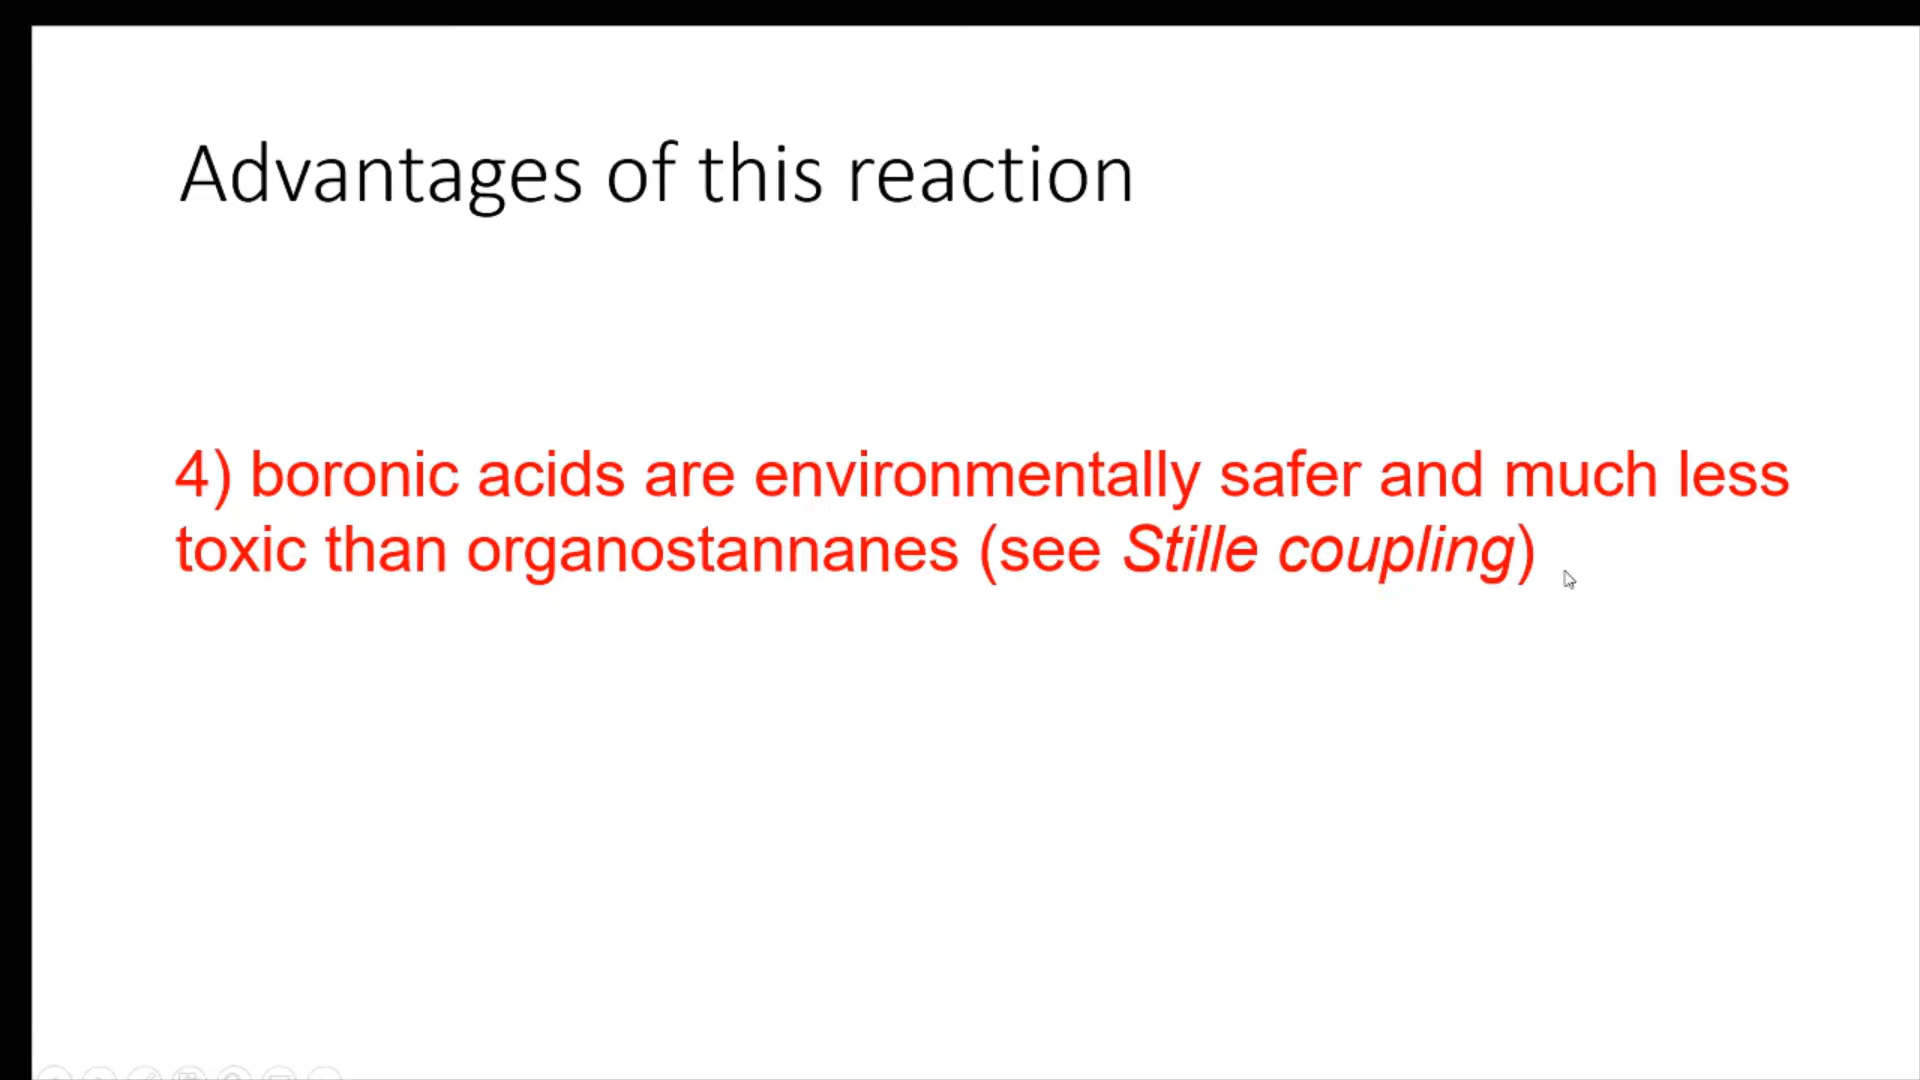 Advantages of this reaction
4) boronic acids are environmentally safer and much less
toxic than organostannanes (see Stille coupling)